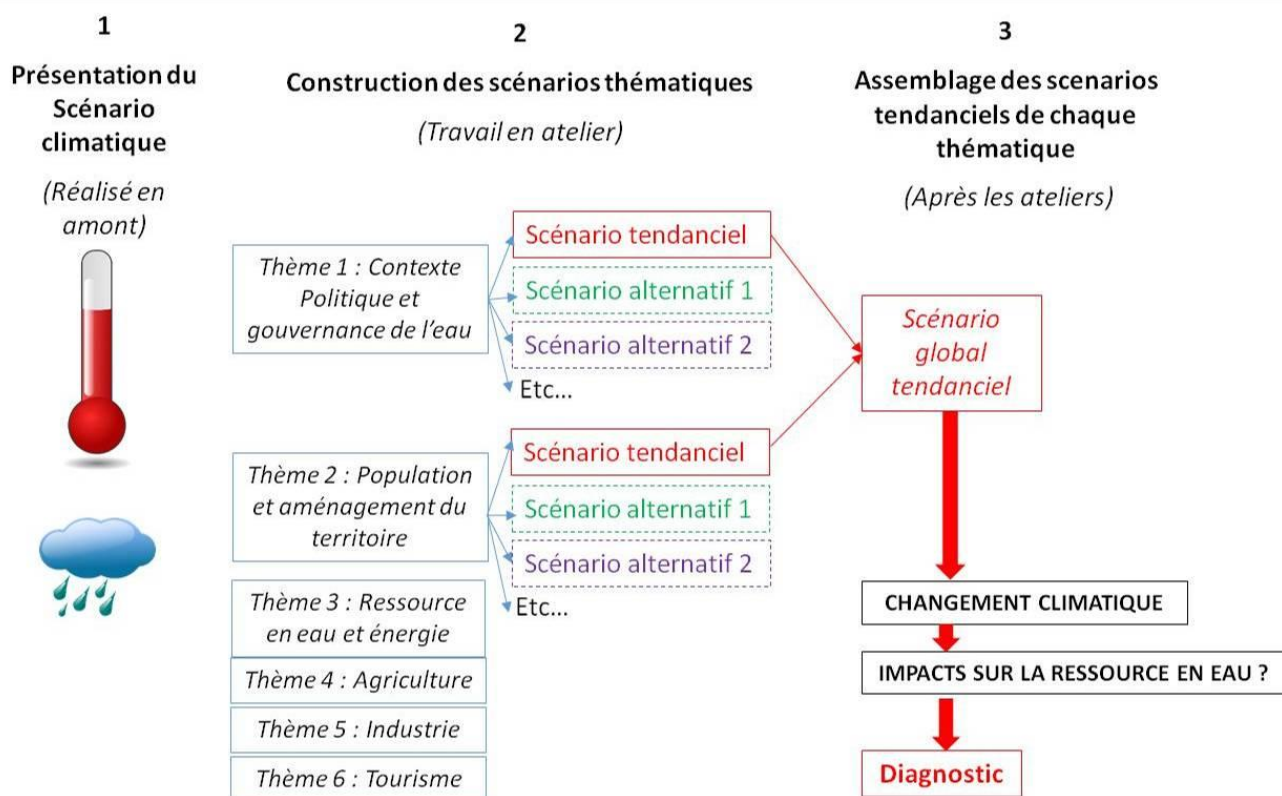 1
Présentation du
Scénario
climatique
(Réalisé en
amont)
2
Construction des scénarios thématiques
(Travail en atelier)
Thème 1 : Contexte
Politique et
gouvernance de l'eau
Scénario tendanciel
Scénario alternatif 1
Scénario alternatif 2
Etc...
Thème 2 : Population
et aménagement du
territoire
Scénario tendanciel
Scénario alternatif 1
Scénario alternatif 2
Etc...
Thème 3 : Ressource
en eau et énergie
Thème 4 : Agriculture
Thème 5 : Industrie
Thème 6 : Tourisme
3
Assemblage des scenarios
tendanciels de chaque
thématique
(Après les ateliers)
Scénario
global
tendanciel
CHANGEMENT CLIMATIQUE
IMPACTS SUR LA RESSOURCE EN EAU ?
Diagnostic